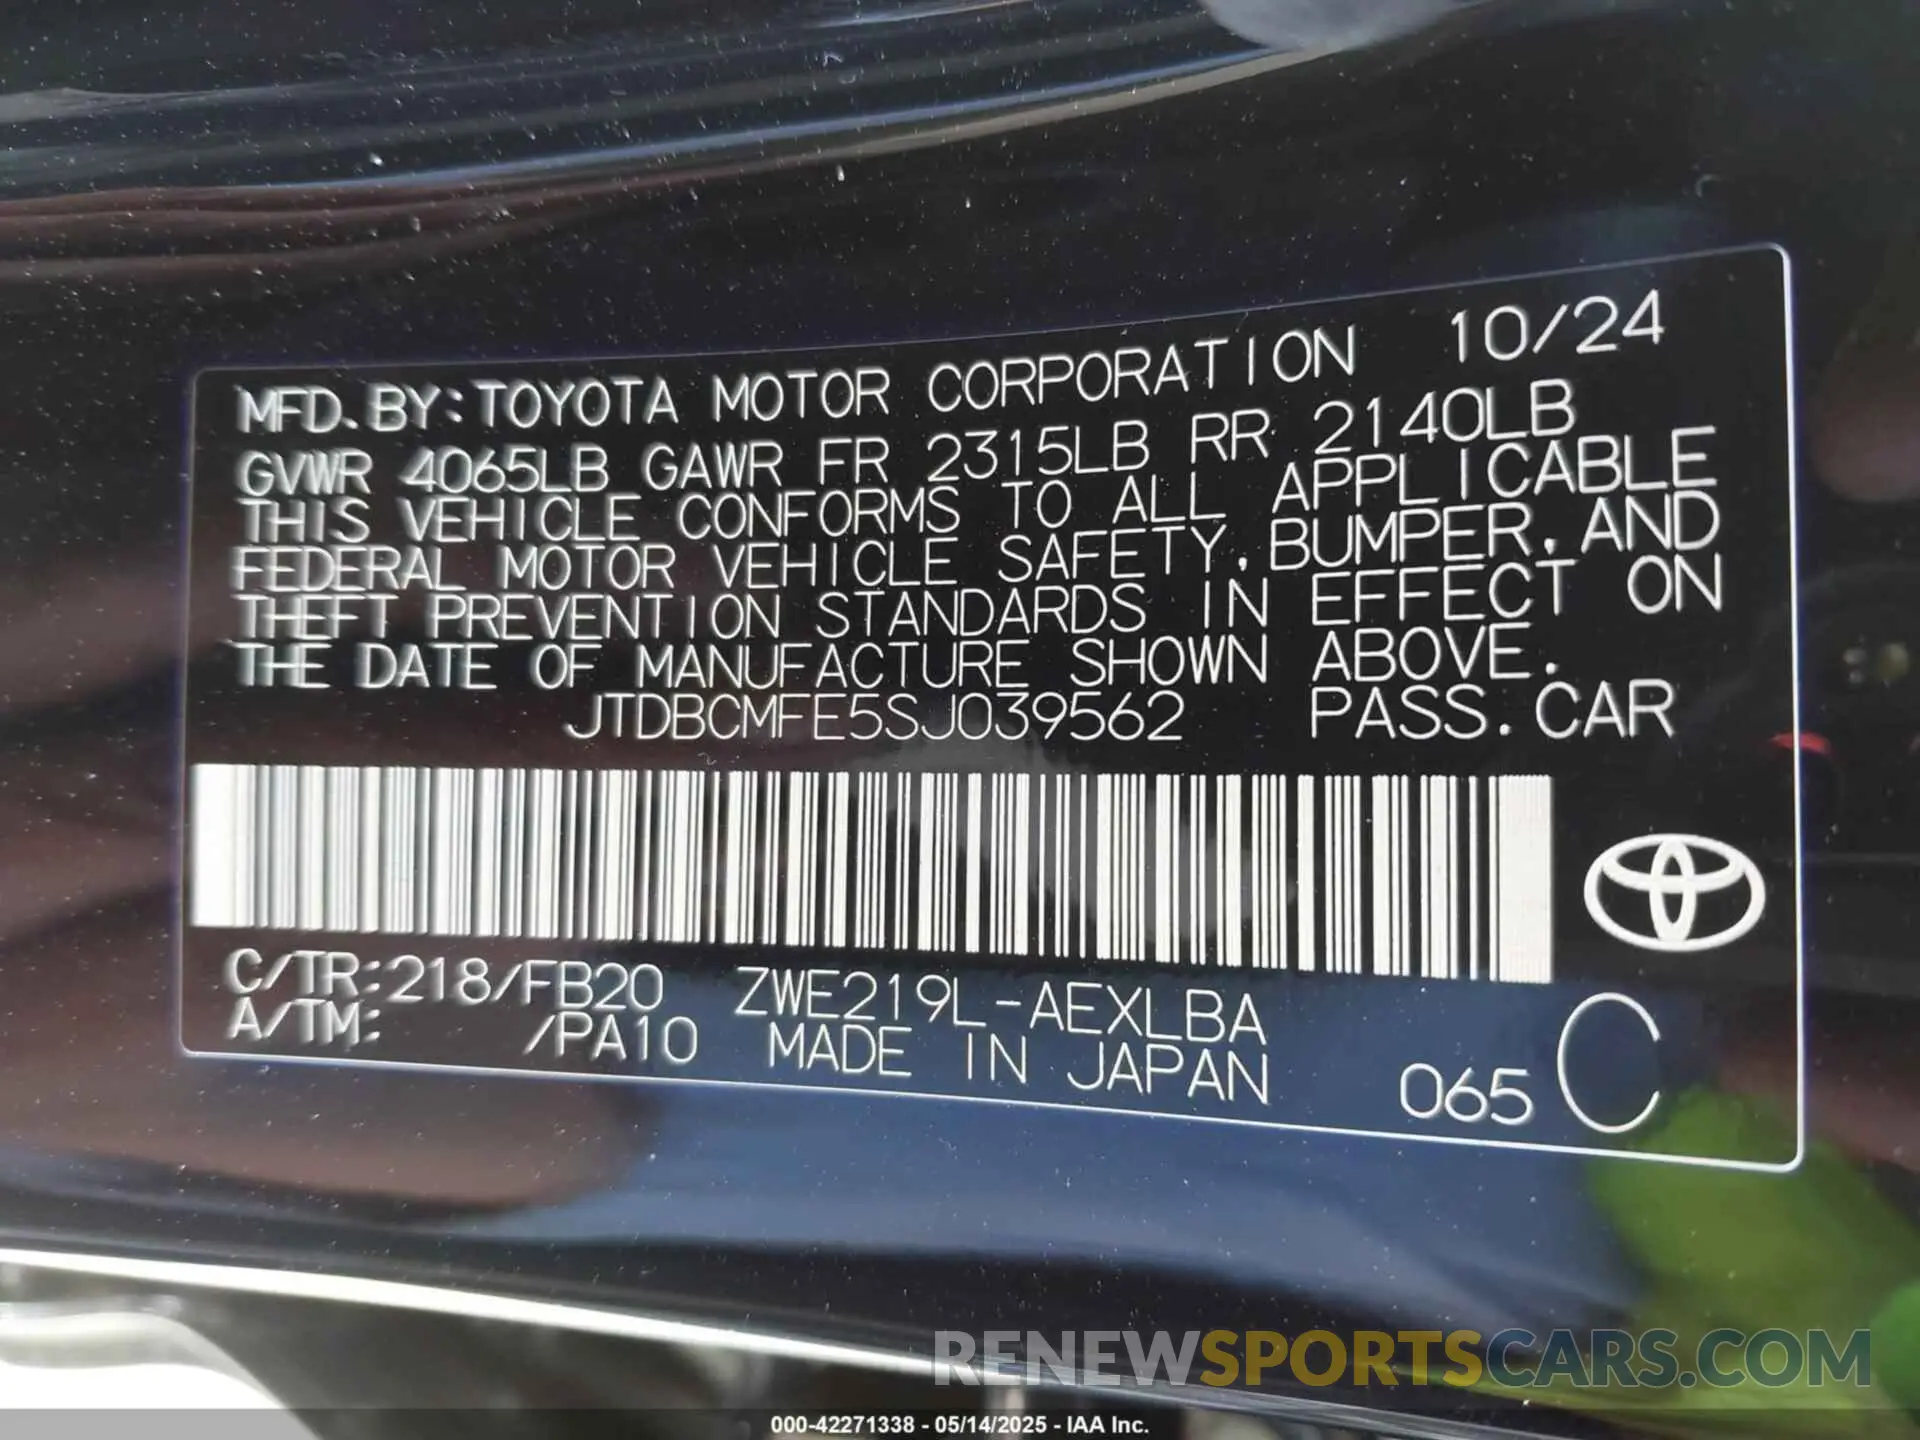 MFD. BY: TOYOTA MOTOR CORPORATION 10/24
GVWR 4065LB GAWR FR 2315LB RR 2140LB
THIS VEHICLE CONFORMS TO ALL APPLICABLE
FEDERAL MOTOR VEHICLE SAFETY, BUMPER, AND
THEFT PREVENTION STANDARDS IN EFFECT ON
THE DATE OF MANUFACTURE SHOWN ABOVE.
JTDBCMFE5SJ039562 PASS. CAR
C/TR:218/FB20 ZWE219L-AEXLBA
A/TM: /PA10 MADE IN JAPAN 065 C
RENEWSPORTSCARS.COM
000-42271338 - 05/14/2025 - IAA Inc.